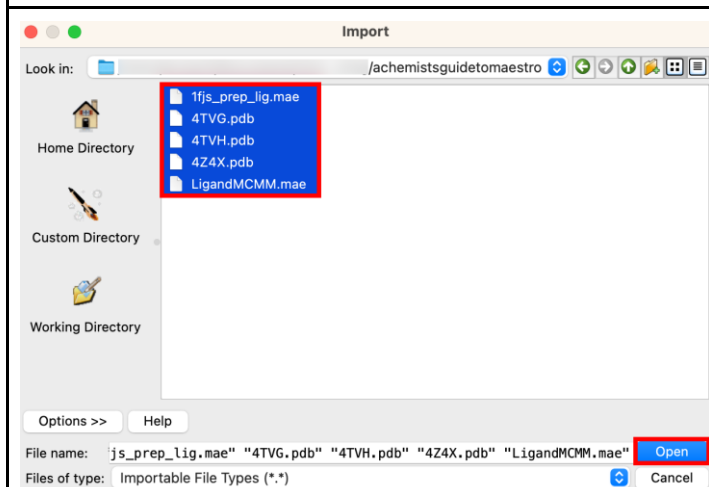 Import
Look in: /achemistsguidetomaestro
1fjs_prep_lig.mae
4TVG.pdb
4TVH.pdb
4Z4X.pdb
LigandMCMM.mae
Home Directory
Custom Directory
Working Directory
Options >> Help
File name: js_prep_lig.mae" "4TVG.pdb" "4TVH.pdb" "4Z4X.pdb" "LigandMCMM.mae" Open
Files of type: Importable File Types (*.*) Cancel